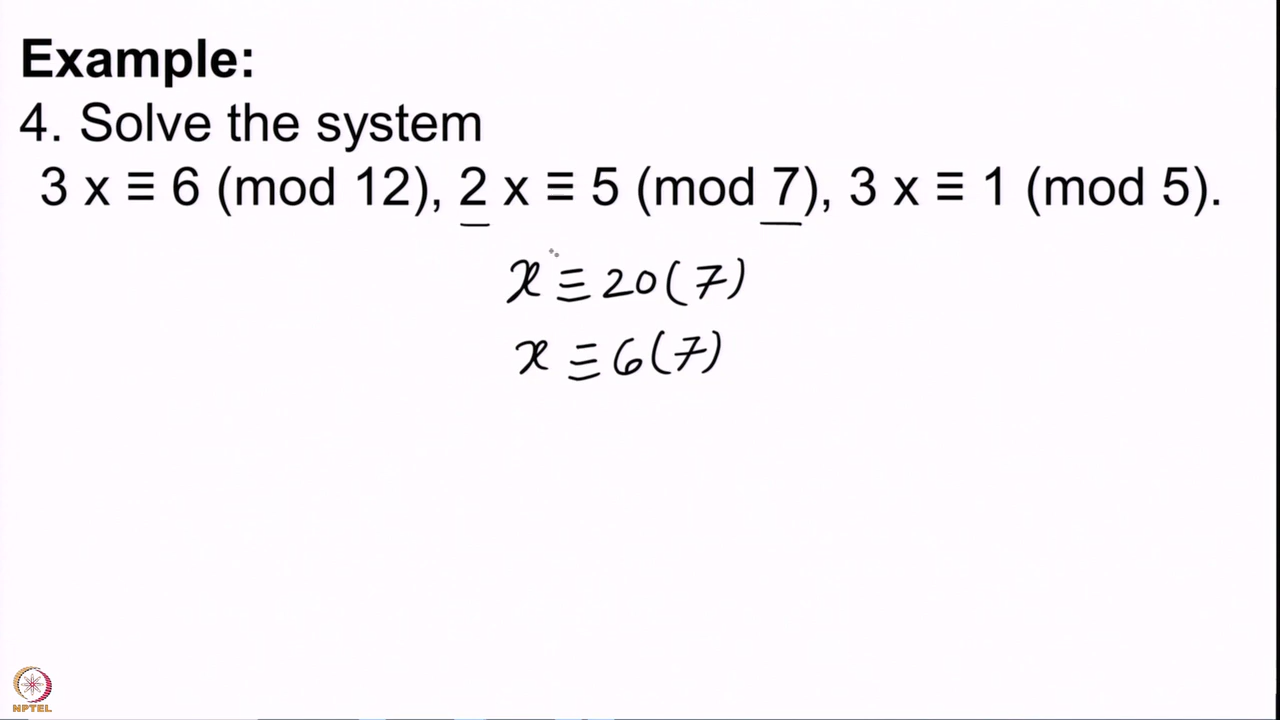 Example:
4. Solve the system
3 x ≡ 6 (mod 12), 2 x ≡ 5 (mod 7), 3 x ≡ 1 (mod 5).
x ≡ 20 (7)
x ≡ 6 (7)
NPTEL